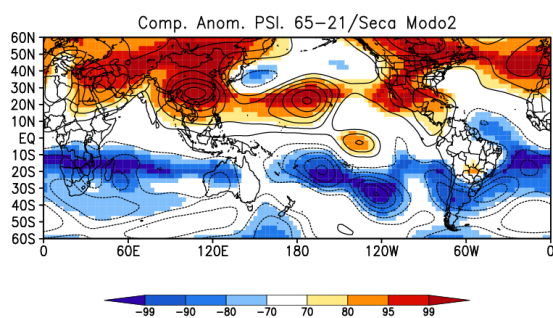 Comp. Anom. PSI. 65-21/Seca Modo2
60N
50N
40N
30N
20N
10N
EQ
10S
20S
30S
40S
50S
60S
0 60E 120E 180 120W 60W 0
-99 -90 -80 -70 70 80 95 99